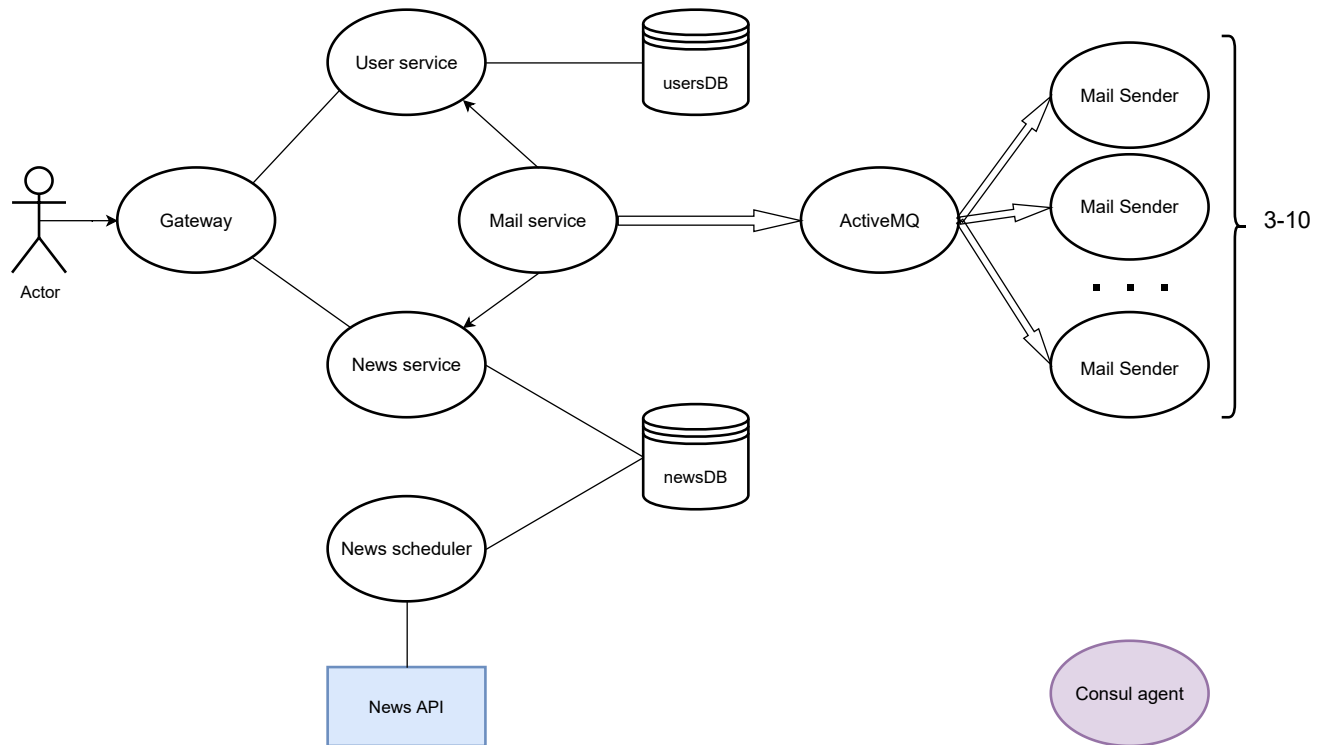 User service
usersDB
Mail Sender
Gateway
Mail service
ActiveMQ
Mail Sender
3-10
Actor
News service
Mail Sender
newsDB
News scheduler
News API
Consul agent